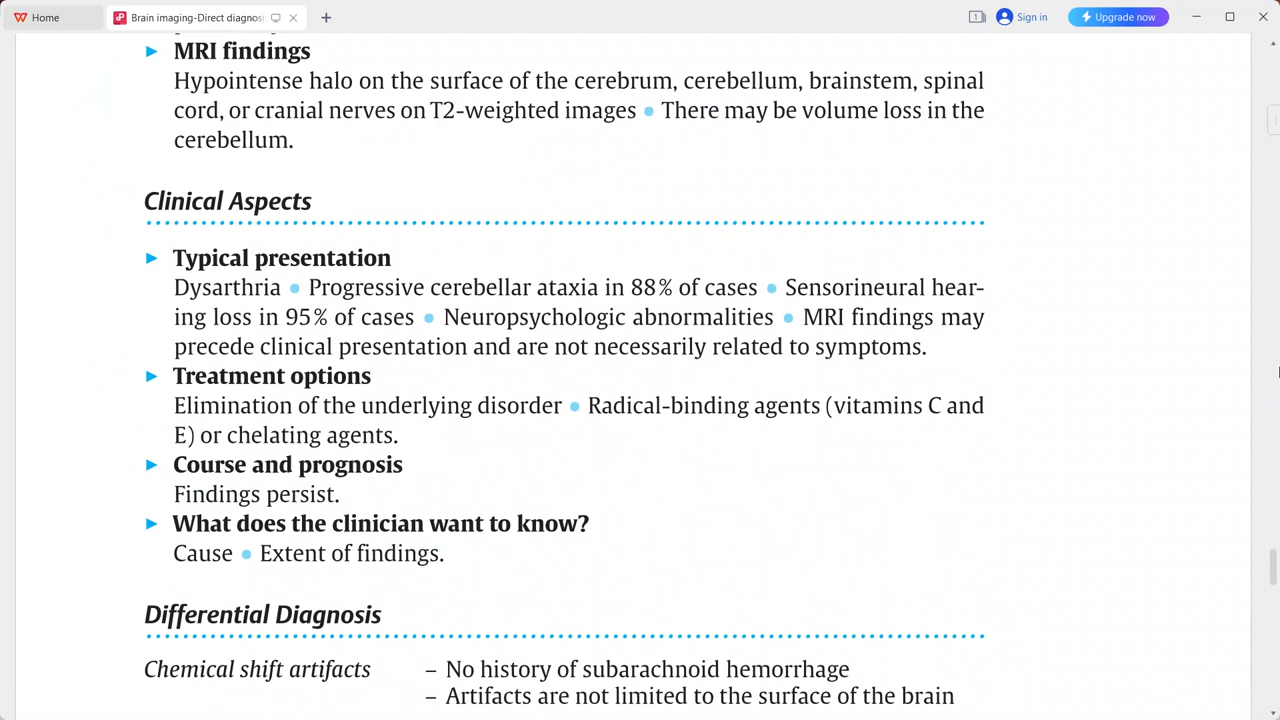 Home
Brain imaging-Direct diagnosi
1
Sign in
Upgrade now
MRI findings
Hypointense halo on the surface of the cerebrum, cerebellum, brainstem, spinal
cord, or cranial nerves on T2-weighted images • There may be volume loss in the
cerebellum.
Clinical Aspects
Typical presentation
Dysarthria • Progressive cerebellar ataxia in 88% of cases • Sensorineural hear-
ing loss in 95% of cases • Neuropsychologic abnormalities • MRI findings may
precede clinical presentation and are not necessarily related to symptoms.
Treatment options
Elimination of the underlying disorder • Radical-binding agents (vitamins C and
E) or chelating agents.
Course and prognosis
Findings persist.
What does the clinician want to know?
Cause • Extent of findings.
Differential Diagnosis
Chemical shift artifacts – No history of subarachnoid hemorrhage
– Artifacts are not limited to the surface of the brain